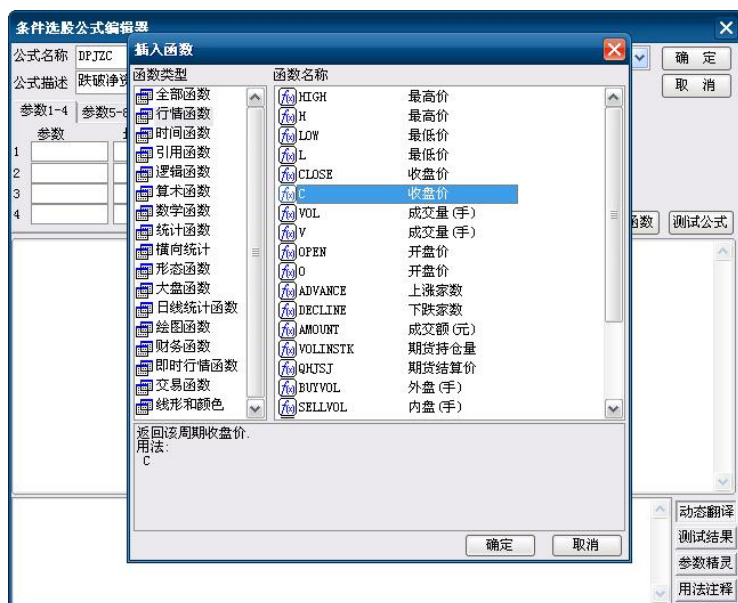 条件选股公式编辑器
公式名称 DPJZC
确 定
公式描述 跌破净资
取 消
参数1-4 参数5-8
参数
1
2
3
4
函数 测试公式
插入函数
函数类型 函数名称
全部函数
行情函数
时间函数
引用函数
逻辑函数
算术函数
数学函数
统计函数
横向统计
形态函数
大盘函数
日线统计函数
绘图函数
财务函数
即时行情函数
交易函数
线形和颜色
HIGH 最高价
H 最高价
LOW 最低价
L 最低价
CLOSE 收盘价
C 收盘价
VOL 成交量(手)
V 成交量(手)
OPEN 开盘价
O 开盘价
ADVANCE 上涨家数
DECLINE 下跌家数
AMOUNT 成交额(元)
VOLINSTK 期货持仓量
QHJSJ 期货结算价
BUYVOL 外盘(手)
SELLVOL 内盘(手)
返回该周期收盘价.
用法:
C
确定 取消
动态翻译
测试结果
参数精灵
用法注释